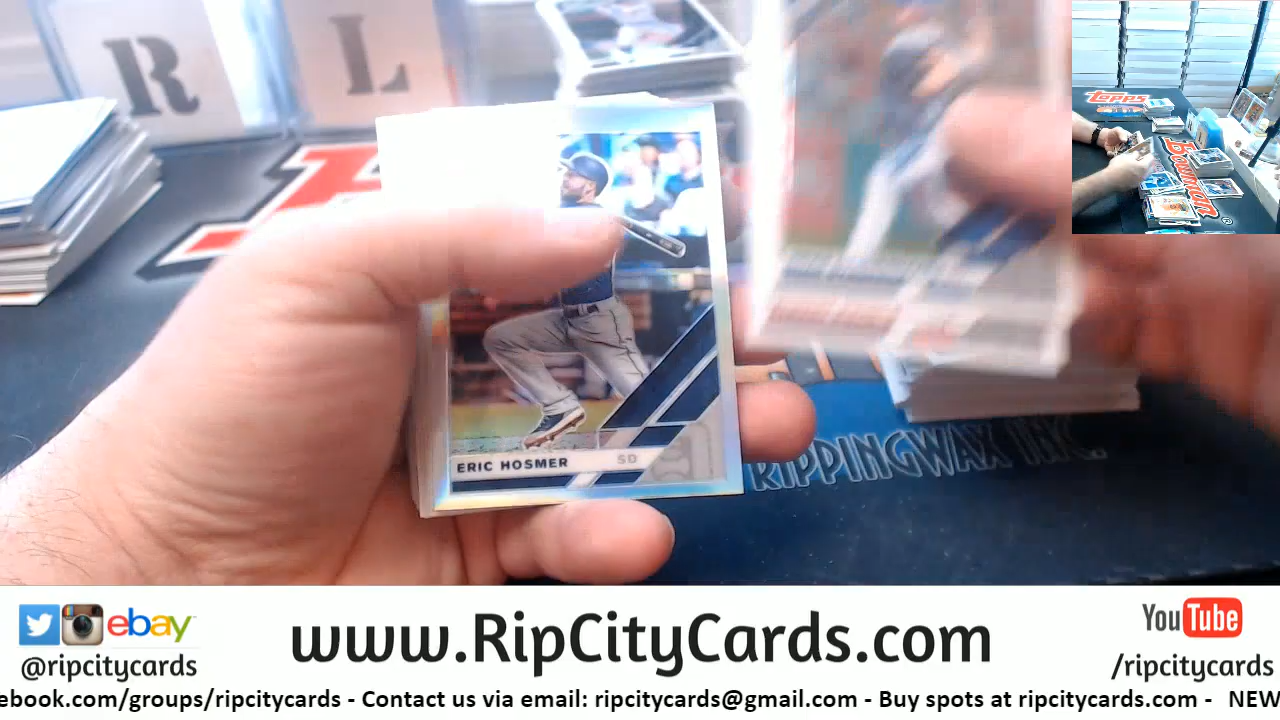 R L
Topps
Bowman
ERIC HOSMER SD
RIPPINGWAX INC.
ebay
@ripcitycards
www.RipCityCards.com
YouTube
/ripcitycards
ebook.com/groups/ripcitycards - Contact us via email: ripcitycards@gmail.com - Buy spots at ripcitycards.com - NEW